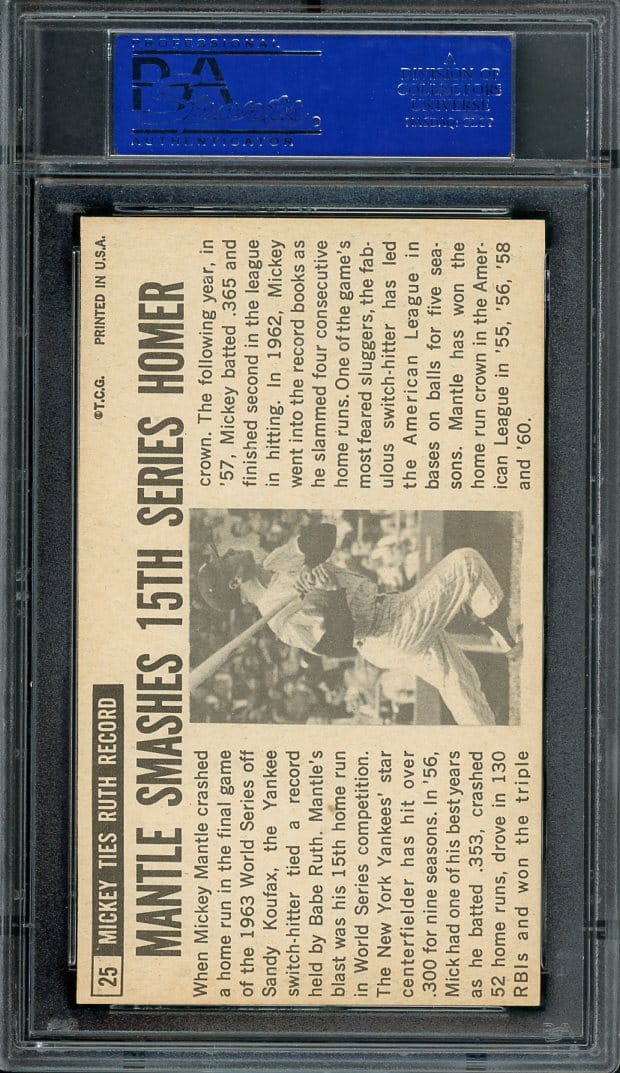 PROFESSIONAL
PSA
AUTHENTICATOR
A
DIVISION OF
COLLECTORS
UNIVERSE
NASDAQ: CLCT
25 MICKEY TIES RUTH RECORD
©T.C.G. PRINTED IN U.S.A.
MANTLE SMASHES 15TH SERIES HOMER
When Mickey Mantle crashed
a home run in the final game
of the 1963 World Series off
Sandy Koufax, the Yankee
switch-hitter tied a record
held by Babe Ruth. Mantle's
blast was his 15th home run
in World Series competition.
The New York Yankees' star
centerfielder has hit over
.300 for nine seasons. In '56,
Mick had one of his best years
as he batted .353, crashed
52 home runs, drove in 130
RBIs and won the triple
crown. The following year, in
'57, Mickey batted .365 and
finished second in the league
in hitting. In 1962, Mickey
went into the record books as
he slammed four consecutive
home runs. One of the game's
most feared sluggers, the fab-
ulous switch-hitter has led
the American League in
bases on balls for five sea-
sons. Mantle has won the
home run crown in the Amer-
ican League in '55, '56, '58
and '60.